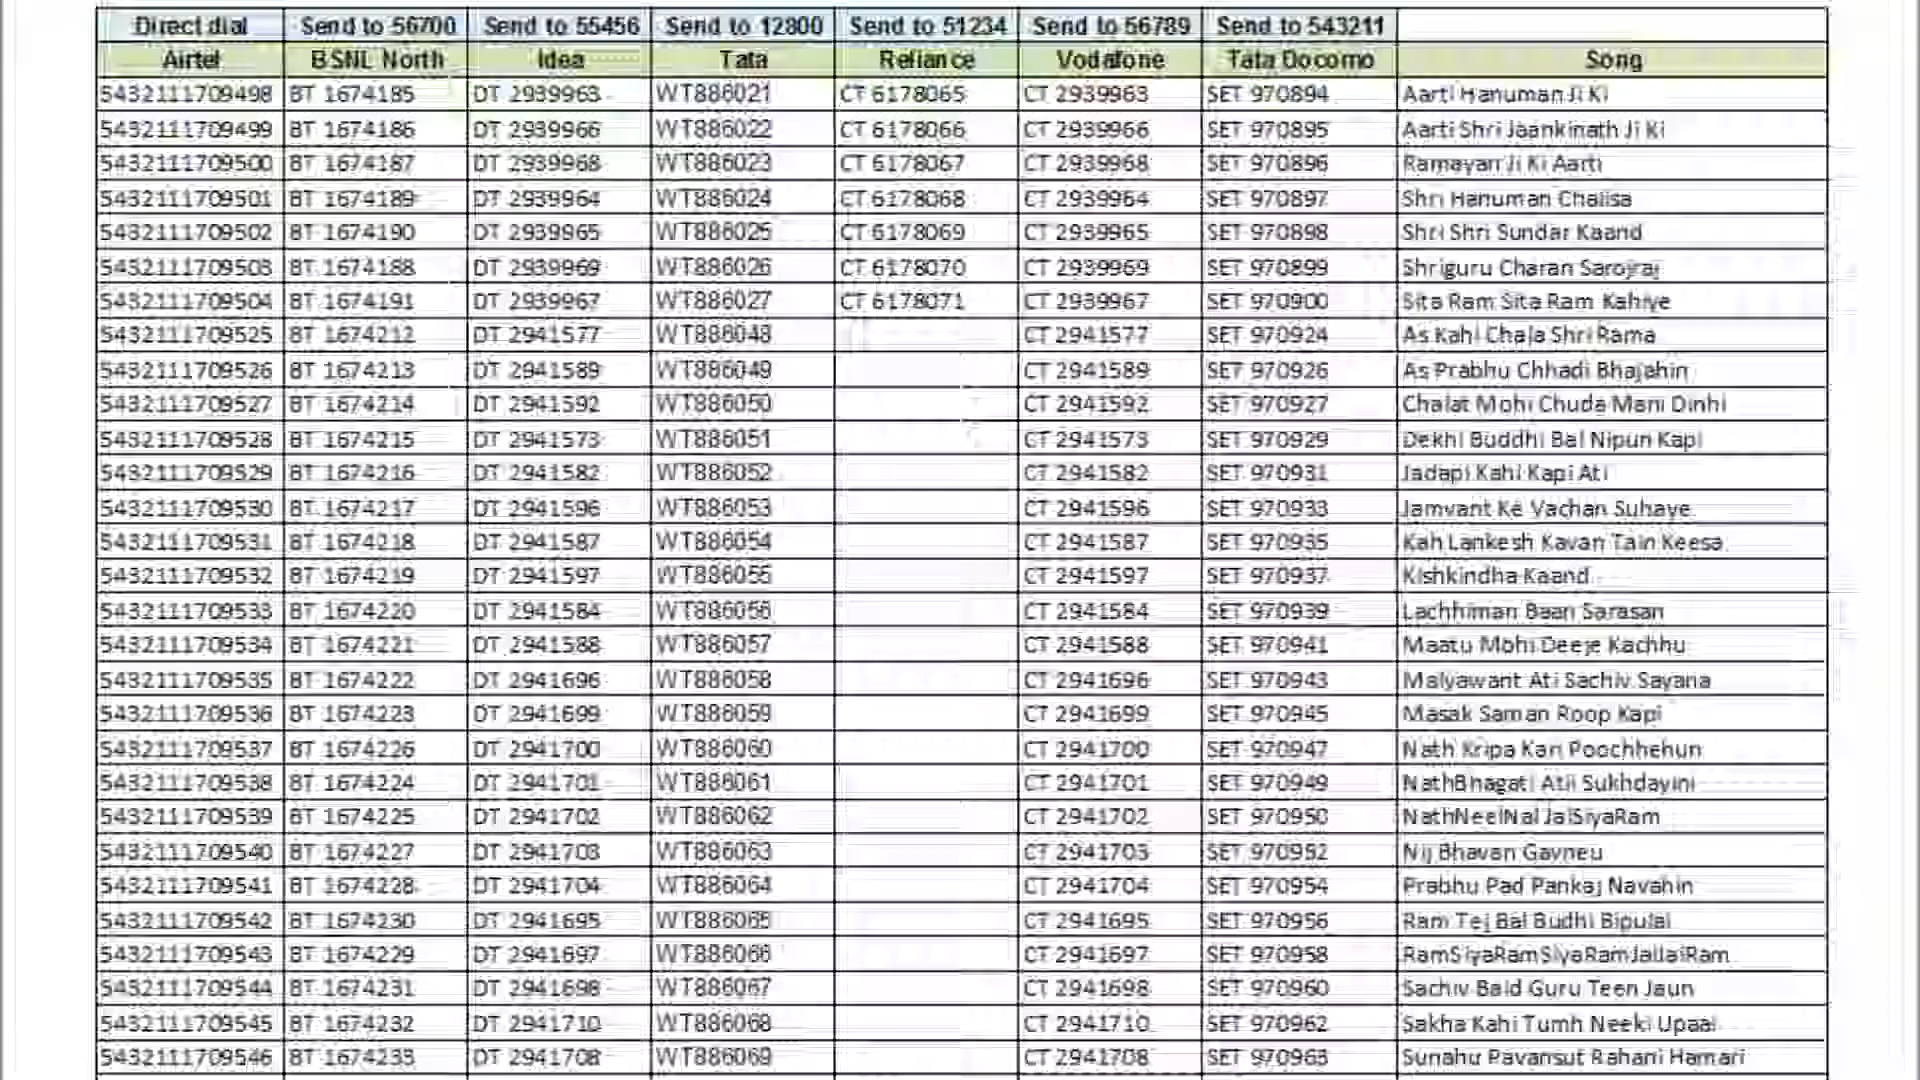 Direct dial Send to 56700 Send to 55456 Send to 12800 Send to 51234 Send to 56789 Send to 543211
Airtel BSNL North Idea Tata Reliance Vodafone Tata Docomo Song
5432111709498 BT 1674185 DT 2939963 WT886021 CT 6178065 CT 2939963 SET 970894 Aarti Hanuman Ji Ki
5432111709499 BT 1674186 DT 2939966 WT886022 CT 6178066 CT 2939966 SET 970895 Aarti Shri Jaankinath Ji Ki
5432111709500 BT 1674187 DT 2939968 WT886023 CT 6178067 CT 2939968 SET 970896 Ramayan Ji Ki Aarti
5432111709501 BT 1674189 DT 2939964 WT886024 CT 6178068 CT 2939964 SET 970897 Shri Hanuman Chalisa
5432111709502 BT 1674190 DT 2939965 WT886025 CT 6178069 CT 2939965 SET 970898 Shri Shri Sundar Kaand
5432111709503 BT 1674188 DT 2939969 WT886026 CT 6178070 CT 2939969 SET 970899 Shriguru Charan Sarojraj
5432111709504 BT 1674191 DT 2939967 WT886027 CT 6178071 CT 2939967 SET 970900 Sita Ram Sita Ram Kahiye
5432111709525 BT 1674212 DT 2941577 WT886048 CT 2941577 SET 970924 As Kahi Chala Shri Rama
5432111709526 BT 1674213 DT 2941589 WT886049 CT 2941589 SET 970926 As Prabhu Chhadi Bhajahin
5432111709527 BT 1674214 DT 2941592 WT886050 CT 2941592 SET 970927 Chalat Mohi Chuda Mani Dinhi
5432111709528 BT 1674215 DT 2941573 WT886051 CT 2941573 SET 970929 Dekhi Buddhi Bal Nipun Kapi
5432111709529 BT 1674216 DT 2941582 WT886052 CT 2941582 SET 970931 Jadapi Kahi Kapi Ati
5432111709530 BT 1674217 DT 2941596 WT886053 CT 2941596 SET 970933 Jamvant Ke Vachan Suhaye
5432111709531 BT 1674218 DT 2941587 WT886054 CT 2941587 SET 970935 Kah Lankesh Kavan Tain Keesa
5432111709532 BT 1674219 DT 2941597 WT886055 CT 2941597 SET 970937 Kishkindha Kaand
5432111709533 BT 1674220 DT 2941584 WT886056 CT 2941584 SET 970939 Lachhiman Baan Sarasan
5432111709534 BT 1674221 DT 2941588 WT886057 CT 2941588 SET 970941 Maatu Mohi Deeje Kachhu
5432111709535 BT 1674222 DT 2941696 WT886058 CT 2941696 SET 970943 Malyawant Ati Sachiv Sayana
5432111709536 BT 1674223 DT 2941699 WT886059 CT 2941699 SET 970945 Masak Saman Roop Kapi
5432111709537 BT 1674226 DT 2941700 WT886060 CT 2941700 SET 970947 Nath Kripa Kari Poochhehun
5432111709538 BT 1674224 DT 2941701 WT886061 CT 2941701 SET 970949 NathBhagati Atii Sukhdayini
5432111709539 BT 1674225 DT 2941702 WT886062 CT 2941702 SET 970950 NathNeelNal JaiSiyaRam
5432111709540 BT 1674227 DT 2941703 WT886063 CT 2941703 SET 970952 Nij Bhavan Gavneu
5432111709541 BT 1674228 DT 2941704 WT886064 CT 2941704 SET 970954 Prabhu Pad Pankaj Navahin
5432111709542 BT 1674230 DT 2941695 WT886065 CT 2941695 SET 970956 Ram Tej Bal Budhi Bipulai
5432111709543 BT 1674229 DT 2941697 WT886066 CT 2941697 SET 970958 RamSiyaRamSiyaRamJaiJaiRam
5432111709544 BT 1674231 DT 2941698 WT886067 CT 2941698 SET 970960 Sachiv Baid Guru Teen Jaun
5432111709545 BT 1674232 DT 2941710 WT886068 CT 2941710 SET 970962 Sakha Kahi Tumh Neeki Upaai
5432111709546 BT 1674233 DT 2941708 WT886069 CT 2941708 SET 970963 Sunahu Pavansut Rahani Hamari